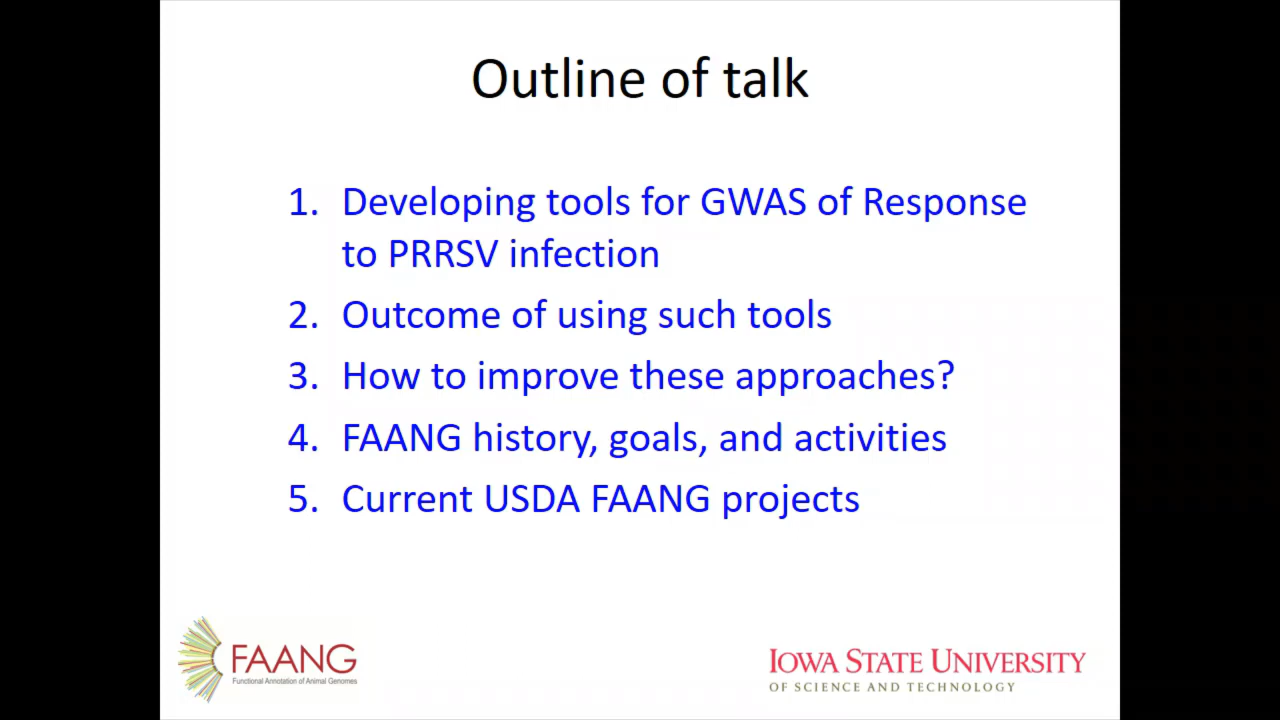 Outline of talk
1. Developing tools for GWAS of Response
to PRRSV infection
2. Outcome of using such tools
3. How to improve these approaches?
4. FAANG history, goals, and activities
5. Current USDA FAANG projects
FAANG
Functional Annotation of Animal Genomes
IOWA STATE UNIVERSITY
OF SCIENCE AND TECHNOLOGY